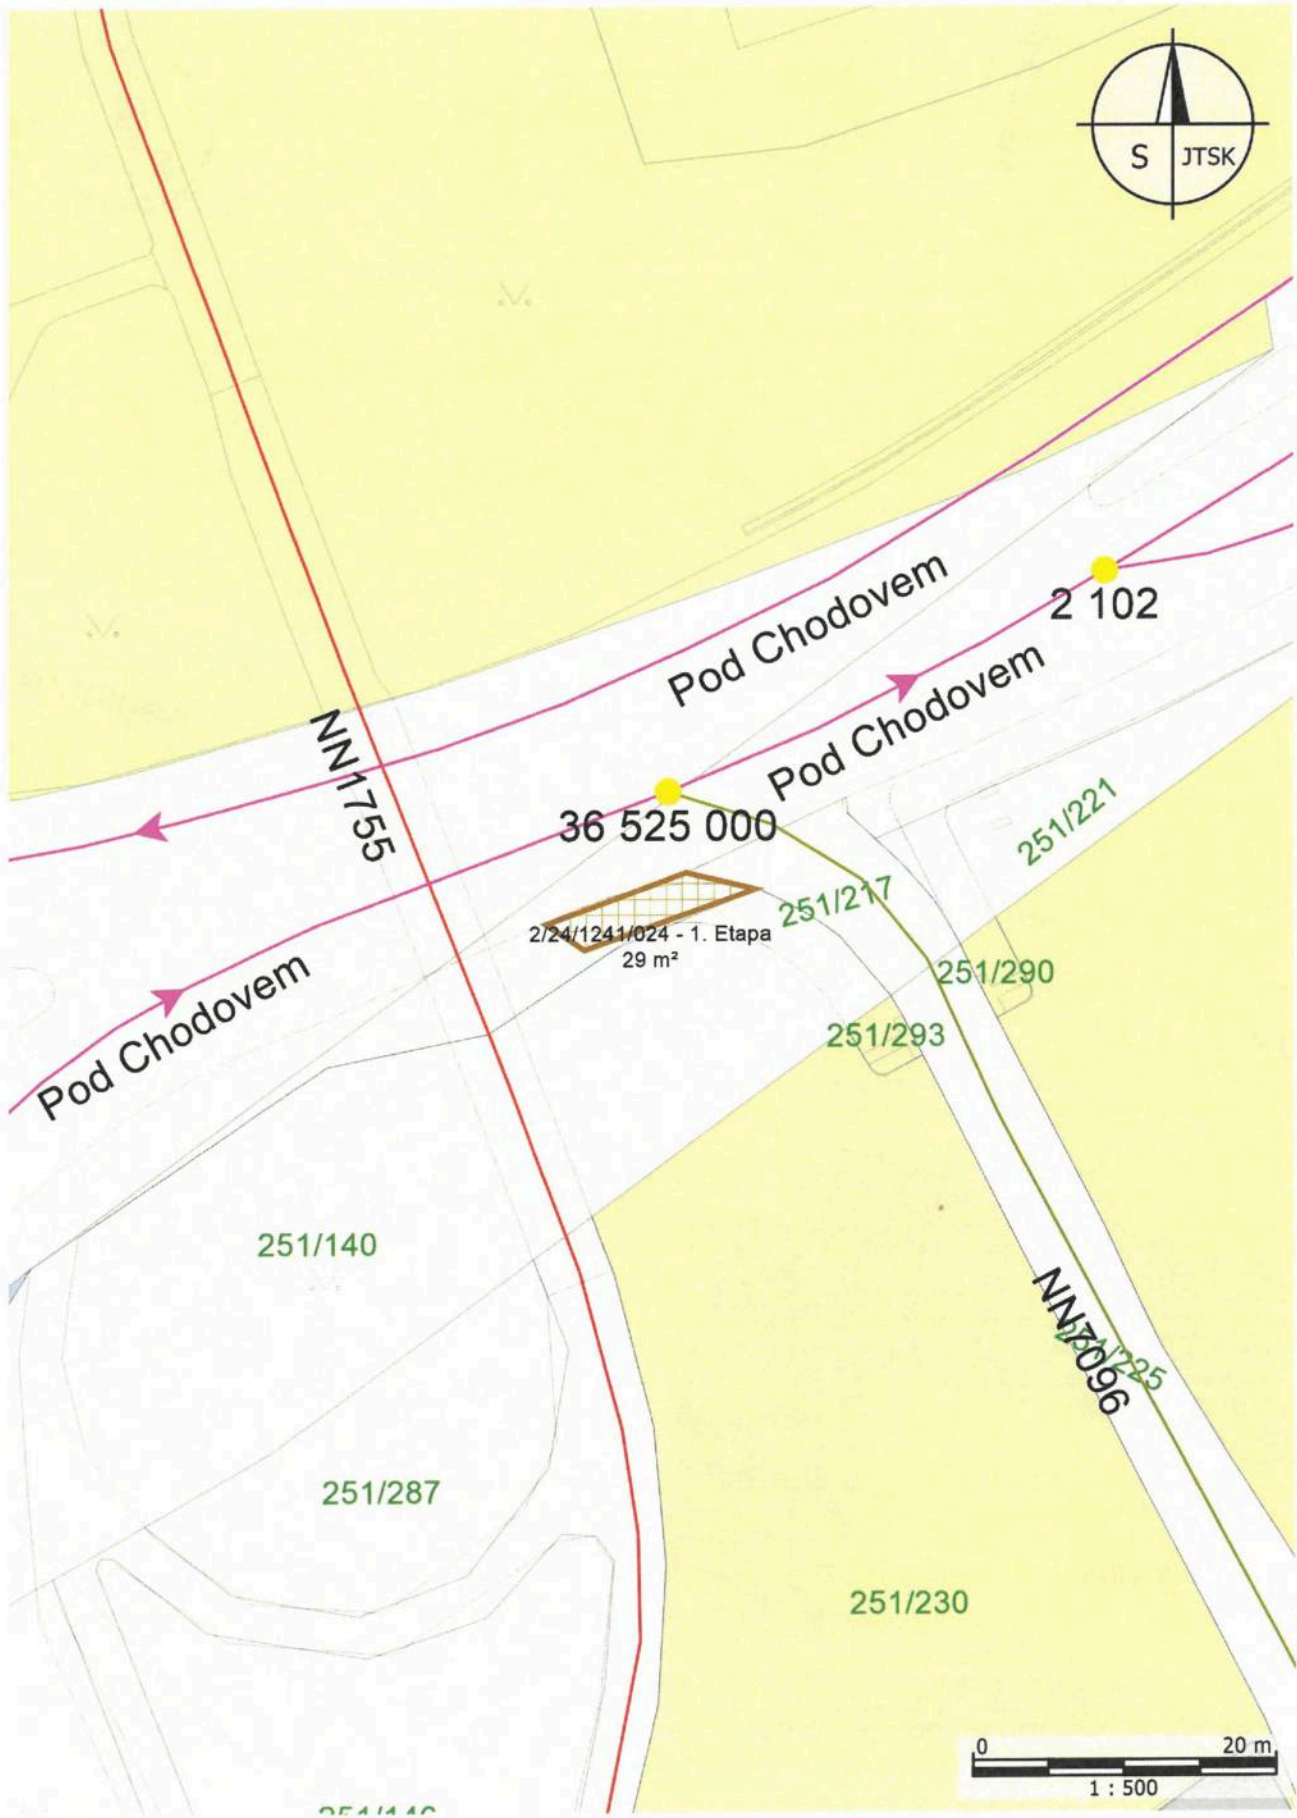 S JTSK
Pod Chodovem
2 102
Pod Chodovem
NN1755
36 525 000
251/221
251/217
2/24/1241/024 - 1. Etapa
29 m²
251/290
Pod Chodovem
251/293
251/140
NN7096
251/225
251/287
251/230
0 20 m
1 : 500